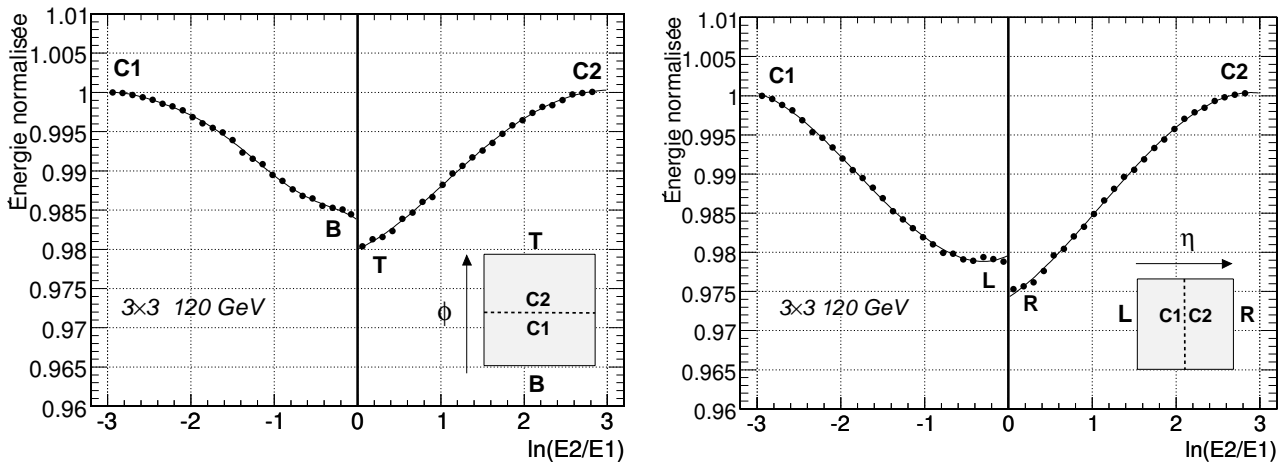 Énergie normalisée
1.01
1.005
1
0.995
0.99
0.985
0.98
0.975
0.97
0.965
0.96
C1
C2
B
T
3×3 120 GeV
T
ϕ
C2
C1
B
-3 -2 -1 0 1 2 3
ln(E2/E1)
Énergie normalisée
1.01
1.005
1
0.995
0.99
0.985
0.98
0.975
0.97
0.965
0.96
C1
C2
L
R
3×3 120 GeV
η
L C1 C2 R
-3 -2 -1 0 1 2 3
ln(E2/E1)